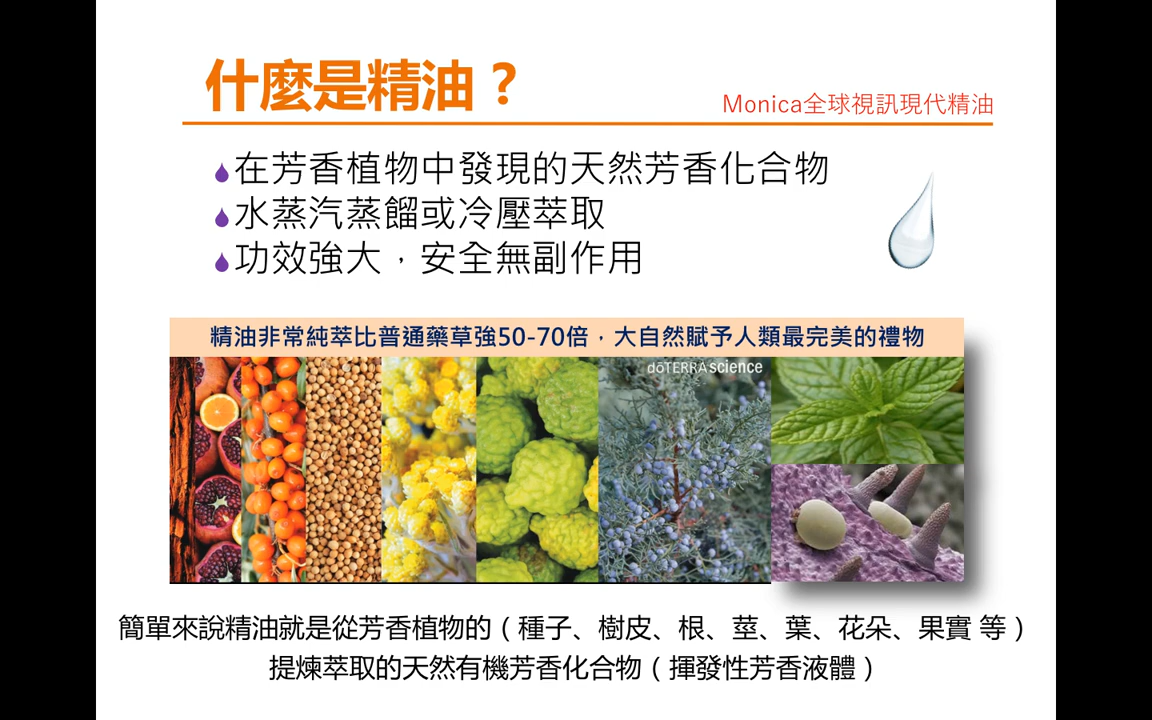 什麼是精油？
Monica全球視訊現代精油
在芳香植物中發現的天然芳香化合物
水蒸汽蒸餾或冷壓萃取
功效強大，安全無副作用
精油非常純萃比普通藥草強50-70倍，大自然賦予人類最完美的禮物
dōTERRA science
簡單來說精油就是從芳香植物的（種子、樹皮、根、莖、葉、花朵、果實 等）
提煉萃取的天然有機芳香化合物（揮發性芳香液體）